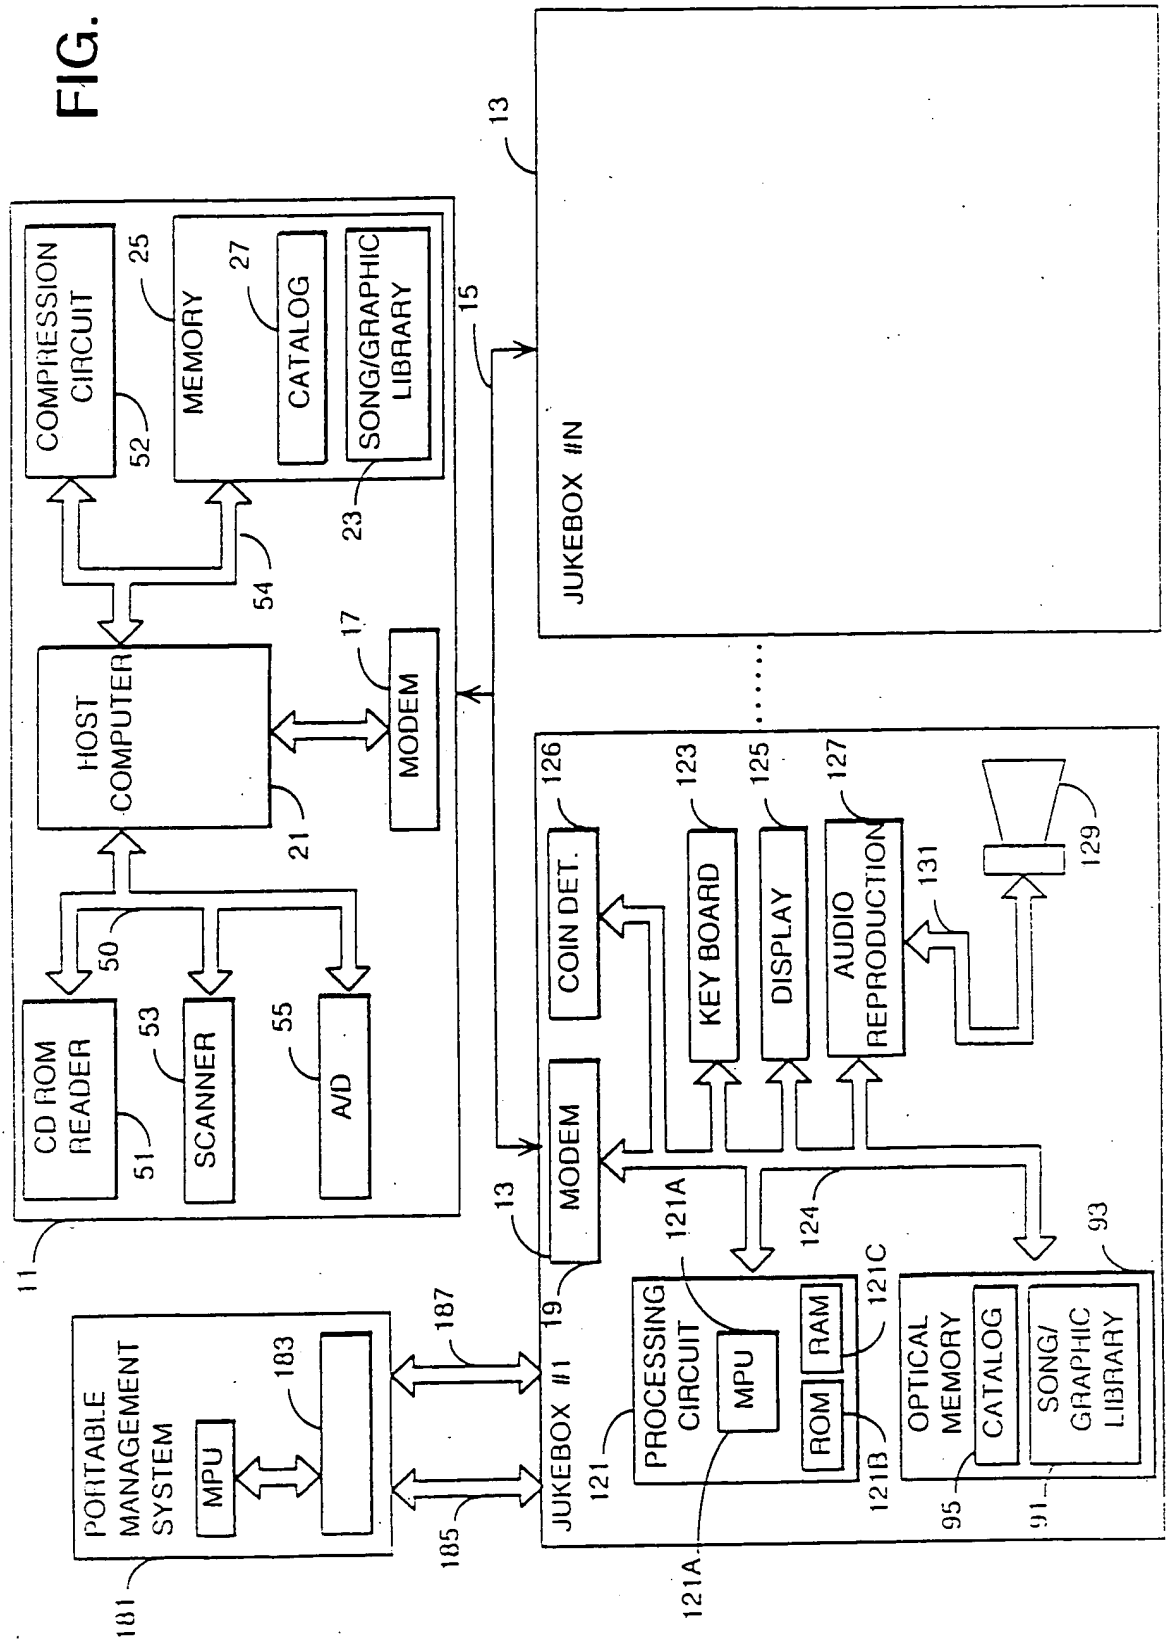 FIG.
11
CD ROM
READER
51
SCANNER
53
A/D
55
50
HOST
COMPUTER
21
MODEM
17
COMPRESSION
CIRCUIT
52
54
MEMORY
25
CATALOG
27
SONG/GRAPHIC
LIBRARY
23
15
181
PORTABLE
MANAGEMENT
SYSTEM
MPU
183
185
187
JUKEBOX #1
19
13
MODEM
COIN DET.
126
KEY BOARD
123
DISPLAY
125
AUDIO
REPRODUCTION
127
131
129
124
121
PROCESSING
CIRCUIT
MPU
121A
121A
ROM
121B
RAM
121C
OPTICAL
MEMORY
93
CATALOG
95
SONG/
GRAPHIC
LIBRARY
91
......
JUKEBOX #N
13